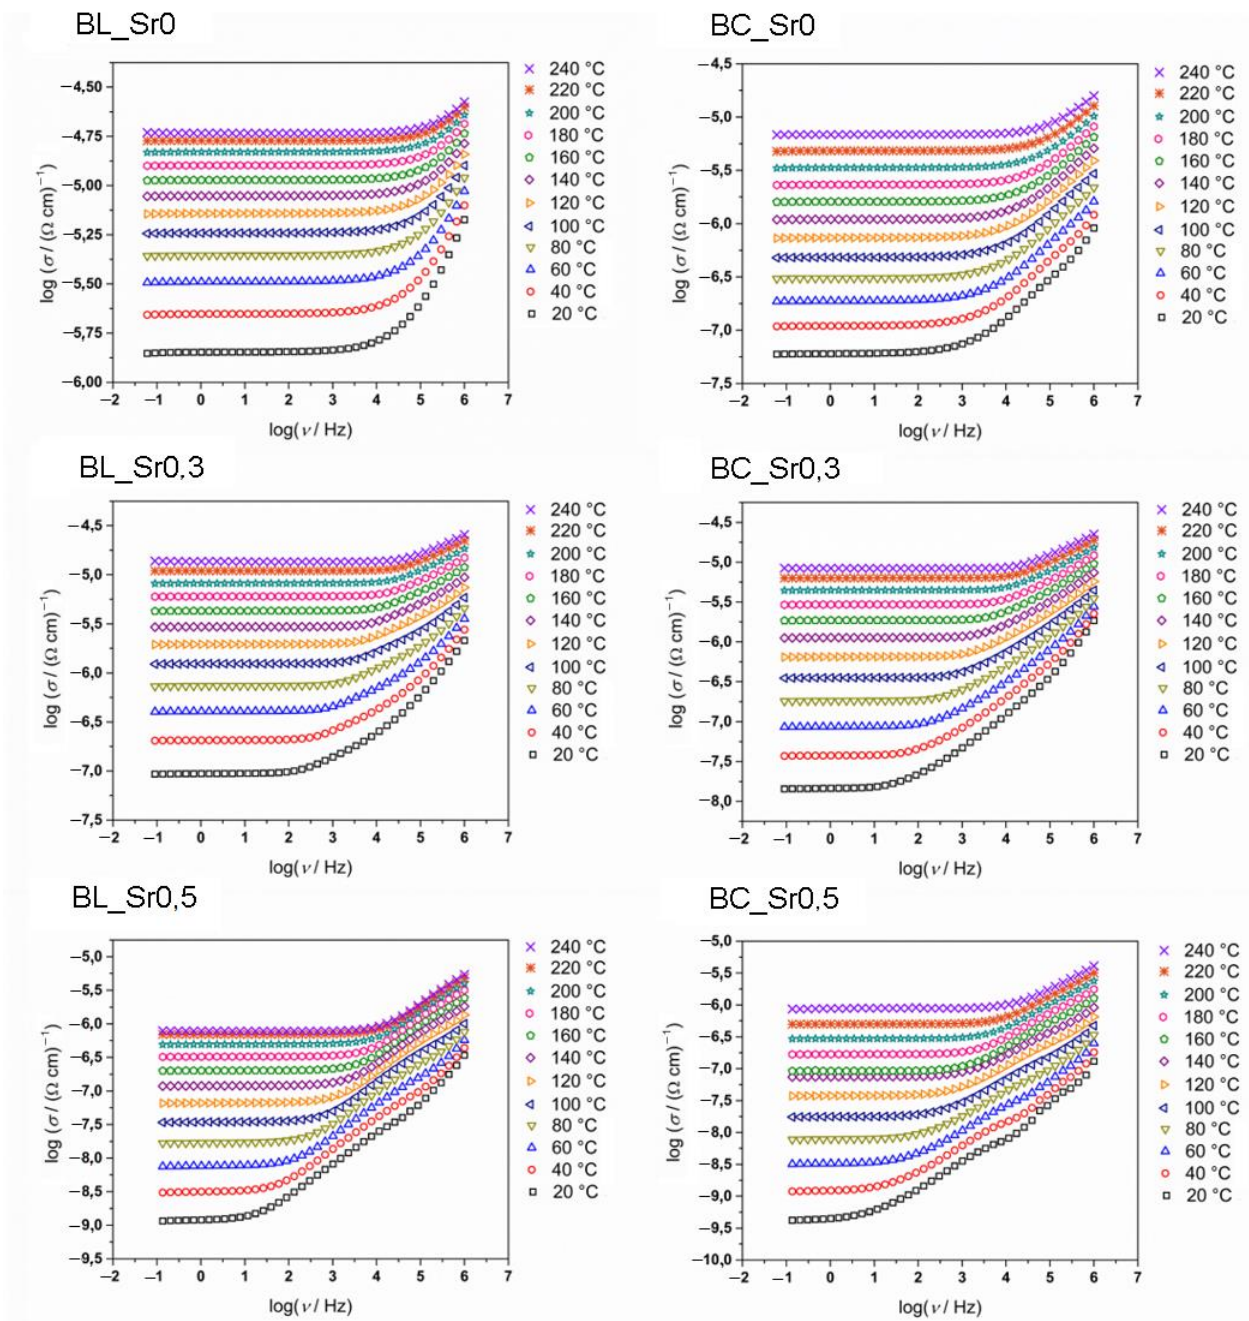 BL_Sr0
BC_Sr0
−4,50
−4,75
−5,00
−5,25
−5,50
−5,75
−6,00
log (σ / (Ω cm)⁻¹)
−2 −1 0 1 2 3 4 5 6 7
log(ν / Hz)
240 °C
220 °C
200 °C
180 °C
160 °C
140 °C
120 °C
100 °C
80 °C
60 °C
40 °C
20 °C
−4,5
−5,0
−5,5
−6,0
−6,5
−7,0
−7,5
log (σ / (Ω cm)⁻¹)
−2 −1 0 1 2 3 4 5 6 7
log(ν / Hz)
240 °C
220 °C
200 °C
180 °C
160 °C
140 °C
120 °C
100 °C
80 °C
60 °C
40 °C
20 °C
BL_Sr0,3
BC_Sr0,3
−4,5
−5,0
−5,5
−6,0
−6,5
−7,0
−7,5
log (σ / (Ω cm)⁻¹)
−2 −1 0 1 2 3 4 5 6 7
log(ν / Hz)
240 °C
220 °C
200 °C
180 °C
160 °C
140 °C
120 °C
100 °C
80 °C
60 °C
40 °C
20 °C
−4,5
−5,0
−5,5
−6,0
−6,5
−7,0
−7,5
−8,0
log (σ / (Ω cm)⁻¹)
−2 −1 0 1 2 3 4 5 6 7
log(ν / Hz)
240 °C
220 °C
200 °C
180 °C
160 °C
140 °C
120 °C
100 °C
80 °C
60 °C
40 °C
20 °C
BL_Sr0,5
BC_Sr0,5
−5,0
−5,5
−6,0
−6,5
−7,0
−7,5
−8,0
−8,5
−9,0
−9,5
log (σ / (Ω cm)⁻¹)
−2 −1 0 1 2 3 4 5 6 7
log(ν / Hz)
240 °C
220 °C
200 °C
180 °C
160 °C
140 °C
120 °C
100 °C
80 °C
60 °C
40 °C
20 °C
−5,0
−5,5
−6,0
−6,5
−7,0
−7,5
−8,0
−8,5
−9,0
−9,5
−10,0
log (σ / (Ω cm)⁻¹)
−2 −1 0 1 2 3 4 5 6 7
log(ν / Hz)
240 °C
220 °C
200 °C
180 °C
160 °C
140 °C
120 °C
100 °C
80 °C
60 °C
40 °C
20 °C